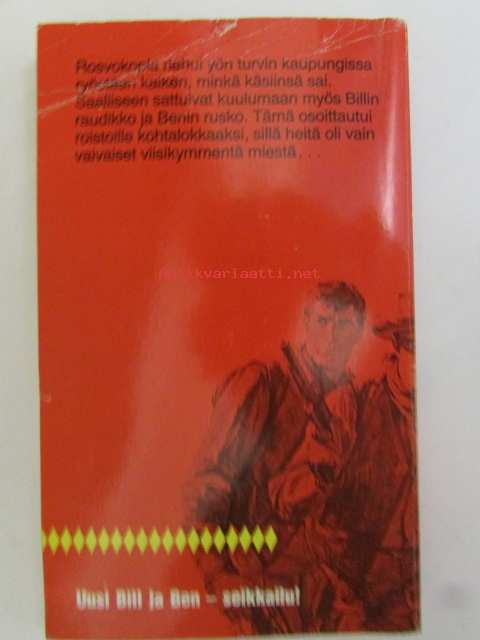 Rosvokopla riehui yön turvin kaupungissa
ryöstäen kaiken, minkä käsiinsä sai.
Saaliiseen sattuivat kuulumaan myös Billin
raudikko ja Benin rusko. Tämä osoittautui
roistoille kohtalokkaaksi, sillä heitä oli vain
vaivaiset viisikymmentä miestä. . .
antikvariaatti.net
Uusi Bill ja Ben – seikkailu!